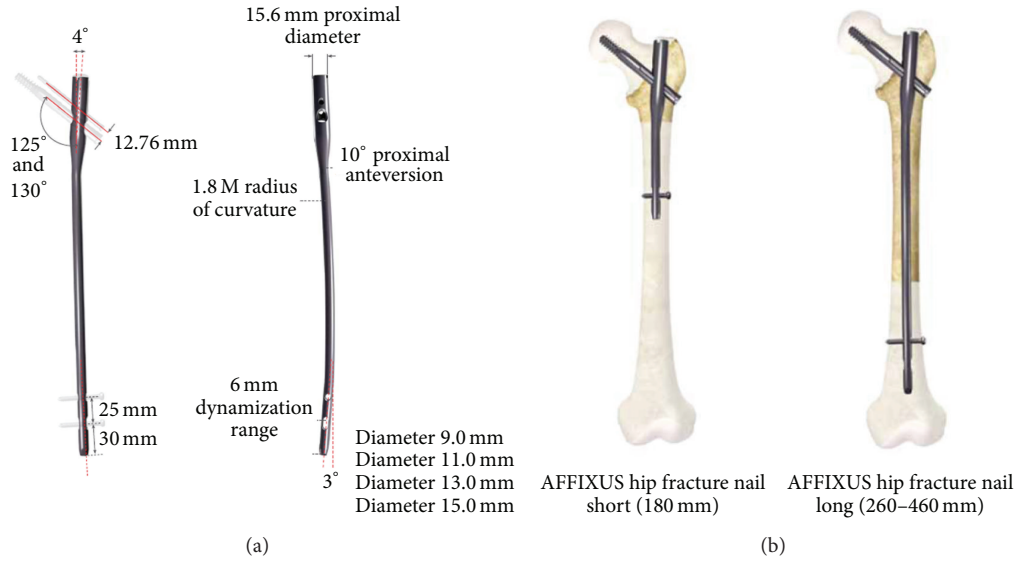 4°
15.6 mm proximal
diameter
125°
and
130°
12.76 mm
10° proximal
anteversion
1.8 M radius
of curvature
6 mm
dynamization
range
25 mm
30 mm
3°
Diameter 9.0 mm
Diameter 11.0 mm
Diameter 13.0 mm
Diameter 15.0 mm
(a)
AFFIXUS hip fracture nail
short (180 mm)
AFFIXUS hip fracture nail
long (260–460 mm)
(b)